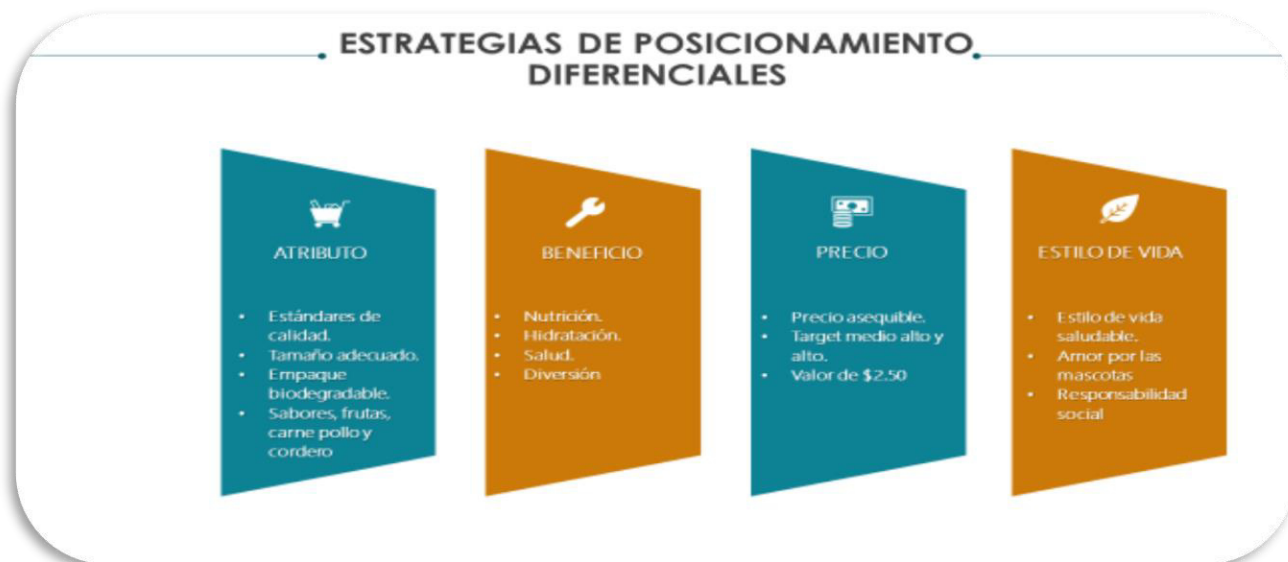 ESTRATEGIAS DE POSICIONAMIENTO
DIFERENCIALES
ATRIBUTO
• Estándares de
calidad.
• Tamaño adecuado.
• Empaque
biodegradable.
• Sabores, frutas,
carne pollo y
cordero
BENEFICIO
• Nutrición.
• Hidratación.
• Salud.
• Diversión
PRECIO
• Precio asequible.
• Target medio alto y
alto.
• Valor de $2.50
ESTILO DE VIDA
• Estilo de vida
saludable.
• Amor por las
mascotas
• Responsabilidad
social